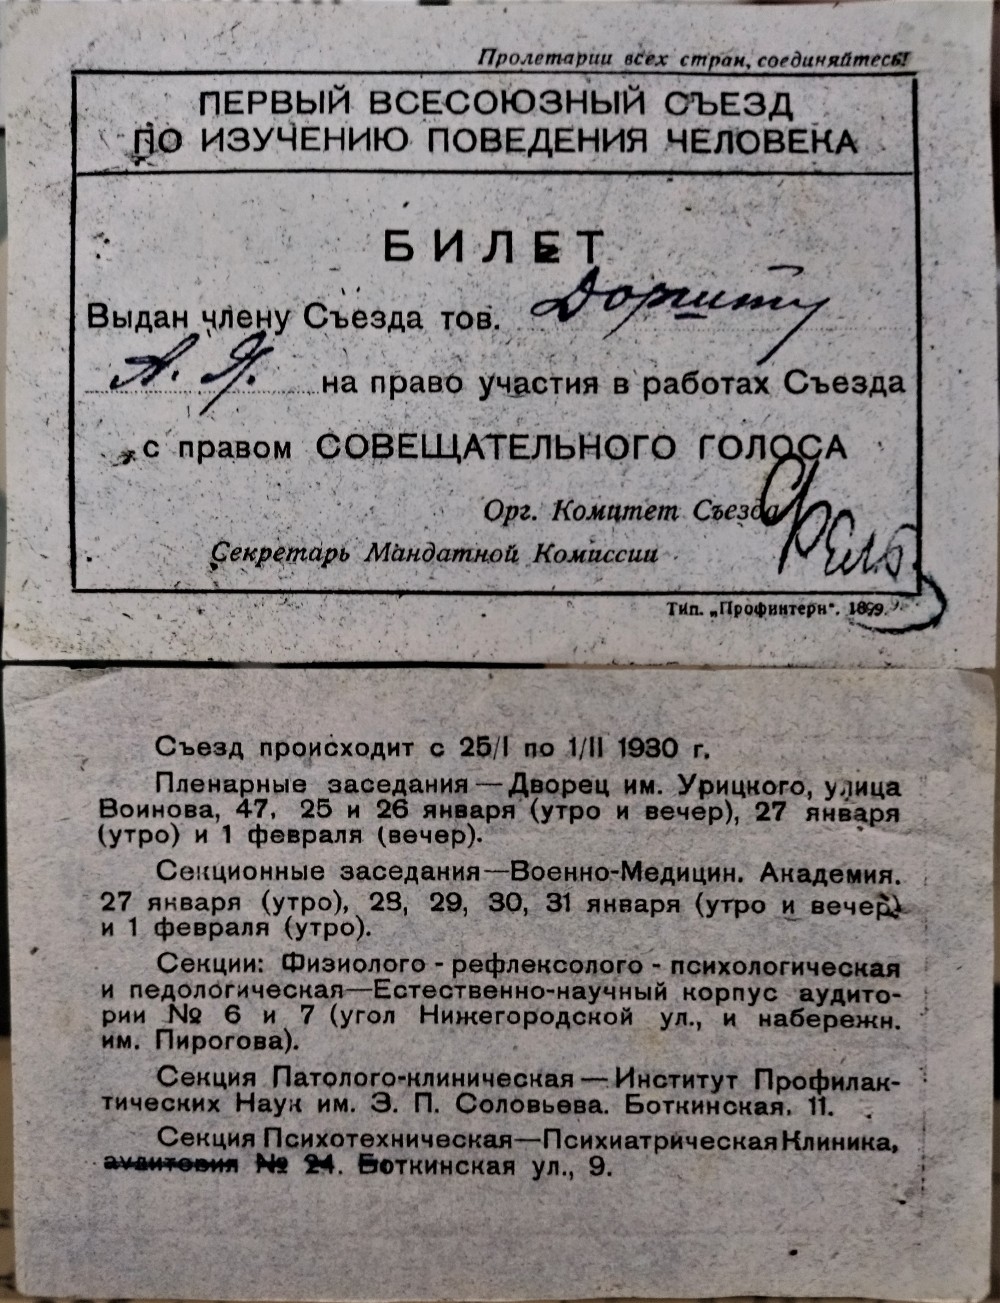 Пролетарии всех стран, соединяйтесь!
ПЕРВЫЙ ВСЕСОЮЗНЫЙ СЪЕЗД
ПО ИЗУЧЕНИЮ ПОВЕДЕНИЯ ЧЕЛОВЕКА
БИЛЕТ
Выдан члену Съезда тов.
А. Я. на право участия в работах Съезда
с правом СОВЕЩАТЕЛЬНОГО ГОЛОСА
Орг. Комитет Съезда
Секретарь Мандатной Комиссии
Тип. „Профинтерн".
Съезд происходит с 25/I по 1/II 1930 г.
Пленарные заседания — Дворец им. Урицкого, улица
Воинова, 47, 25 и 26 января (утро и вечер), 27 января
(утро) и 1 февраля (вечер).
Секционные заседания—Военно-Медицин. Академия.
27 января (утро), 28, 29, 30, 31 января (утро и вечер)
и 1 февраля (утро).
Секции: Физиолого - рефлексолого - психологическая
и педологическая—Естественно-научный корпус аудито-
рии № 6 и 7 (угол Нижегородской ул., и набережн.
им. Пирогова).
Секция Патолого-клиническая — Институт Профилак-
тических Наук им. З. П. Соловьева. Боткинская, 11.
Секция Психотехническая—Психиатрическая Клиника,
аудитория № 24. Боткинская ул., 9.